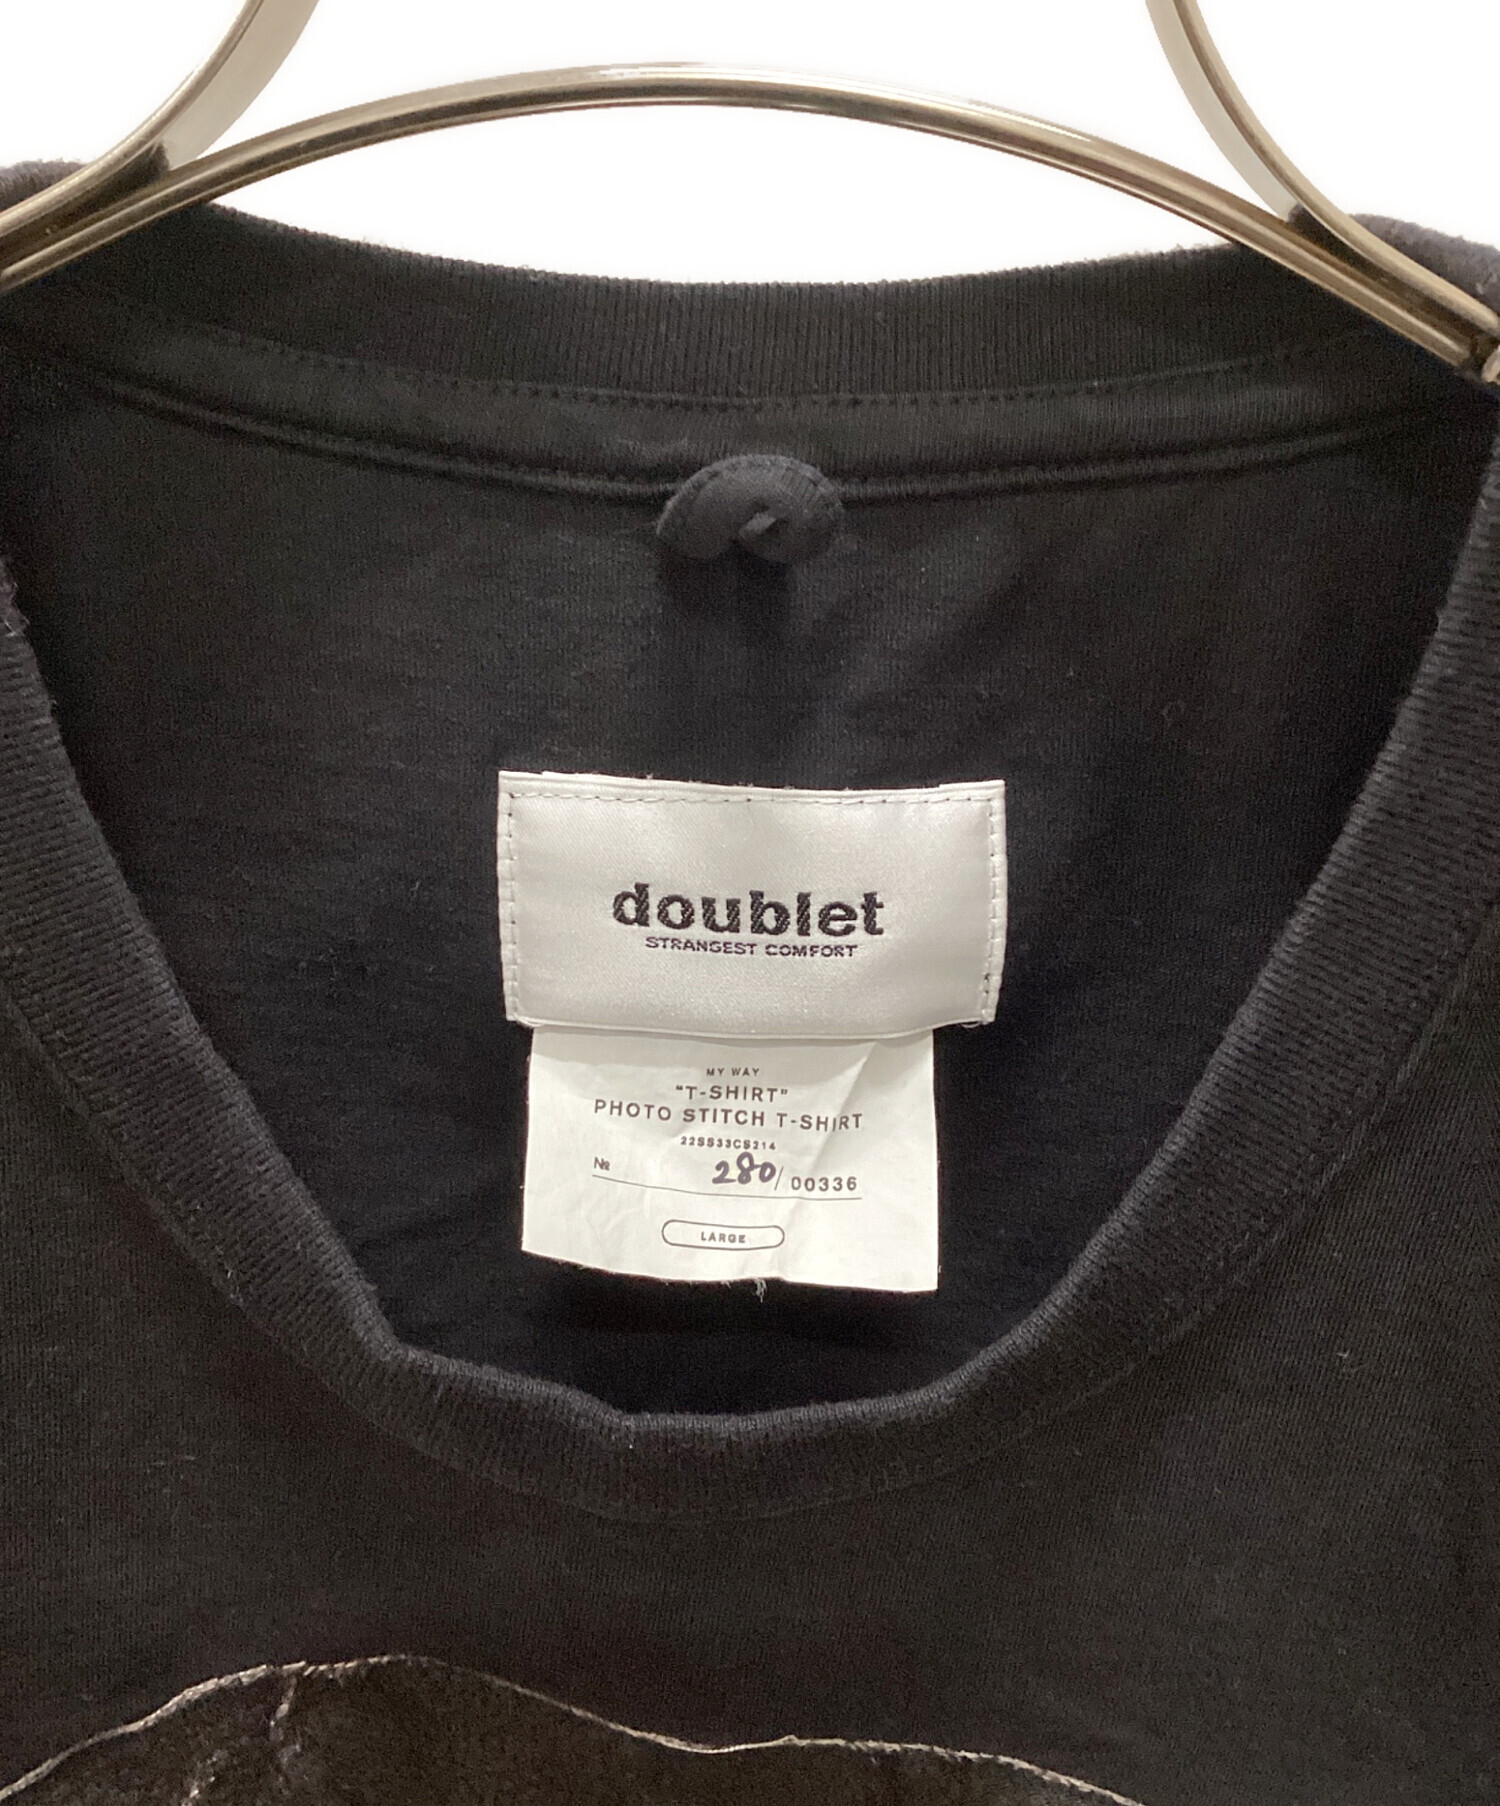 doublet
STRANGEST COMFORT
MY WAY
"T-SHIRT"
PHOTO STITCH T-SHIRT
22SS33CS214
№ 280/00336
LARGE